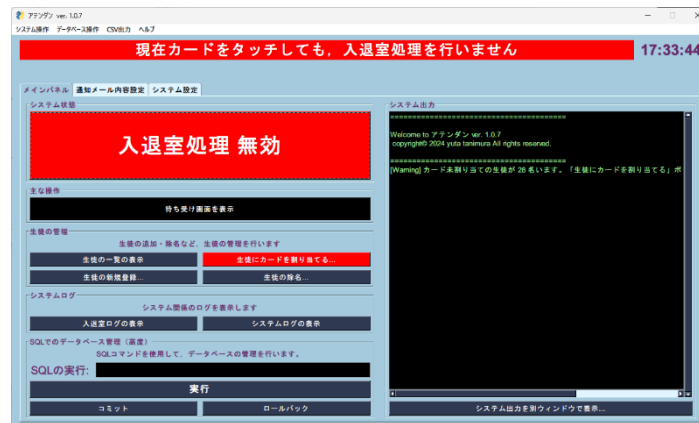 アテンダン ver. 1.0.7
システム操作 データベース操作 CSV出力 ヘルプ
現在カードをタッチしても, 入退室処理を行いません
17:33:44
メインパネル 通知メール内容設定 システム設定
システム状態
入退室処理 無効
主な操作
待ち受け画面を表示
生徒の管理
生徒の追加・除名など、生徒の管理を行います
生徒の一覧の表示
生徒にカードを割り当てる...
生徒の新規登録...
生徒の除名...
システムログ
システム関係のログを表示します
入退室ログの表示
システムログの表示
SQLでのデータベース管理（高度）
SQLコマンドを使用して、データベースの管理を行います。
SQLの実行:
実行
コミット
ロールバック
システム出力
==========================================
Welcome to アテンダン ver. 1.0.7
copyright© 2024 yuta tanimura All rights reserved.
==========================================
[Warning] カード未割り当ての生徒が 26 名います。「生徒にカードを割り当てる」ボ
システム出力を別ウィンドウで表示...